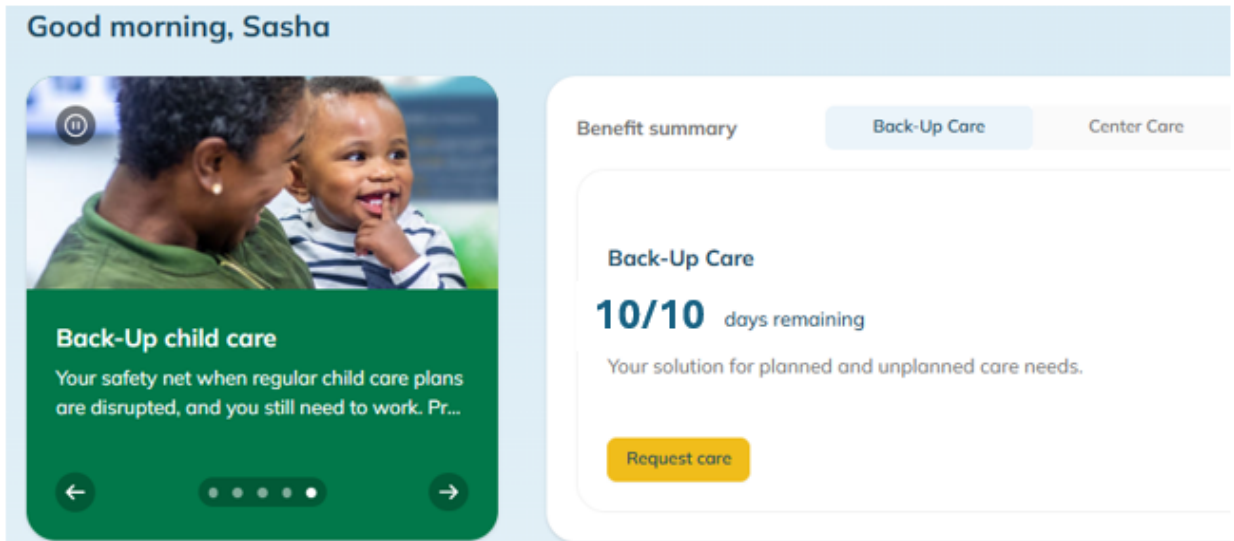 Good morning, Sasha
Back-Up child care
Your safety net when regular child care plans
are disrupted, and you still need to work. Pr...
Benefit summary
Back-Up Care
Center Care
Back-Up Care
10/10 days remaining
Your solution for planned and unplanned care needs.
Request care